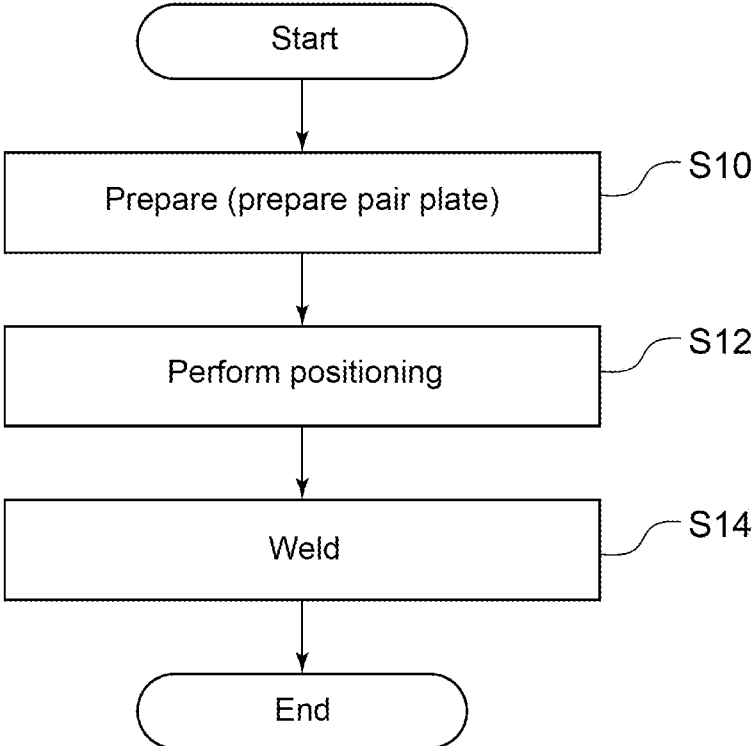 Start
Prepare (prepare pair plate)
S10
Perform positioning
S12
Weld
S14
End